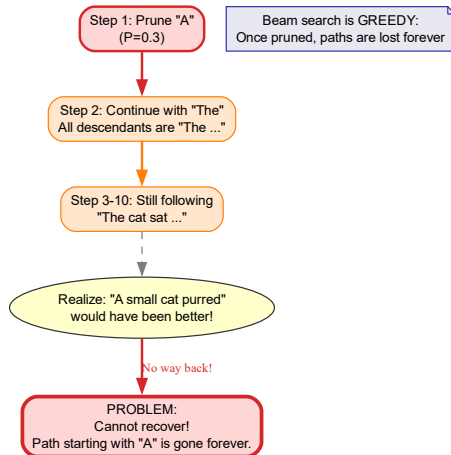 Step 1: Prune "A"
(P=0.3)
Beam search is GREEDY:
Once pruned, paths are lost forever
Step 2: Continue with "The"
All descendants are "The ..."
Step 3-10: Still following
"The cat sat ..."
Realize: "A small cat purred"
would have been better!
No way back!
PROBLEM:
Cannot recover!
Path starting with "A" is gone forever.